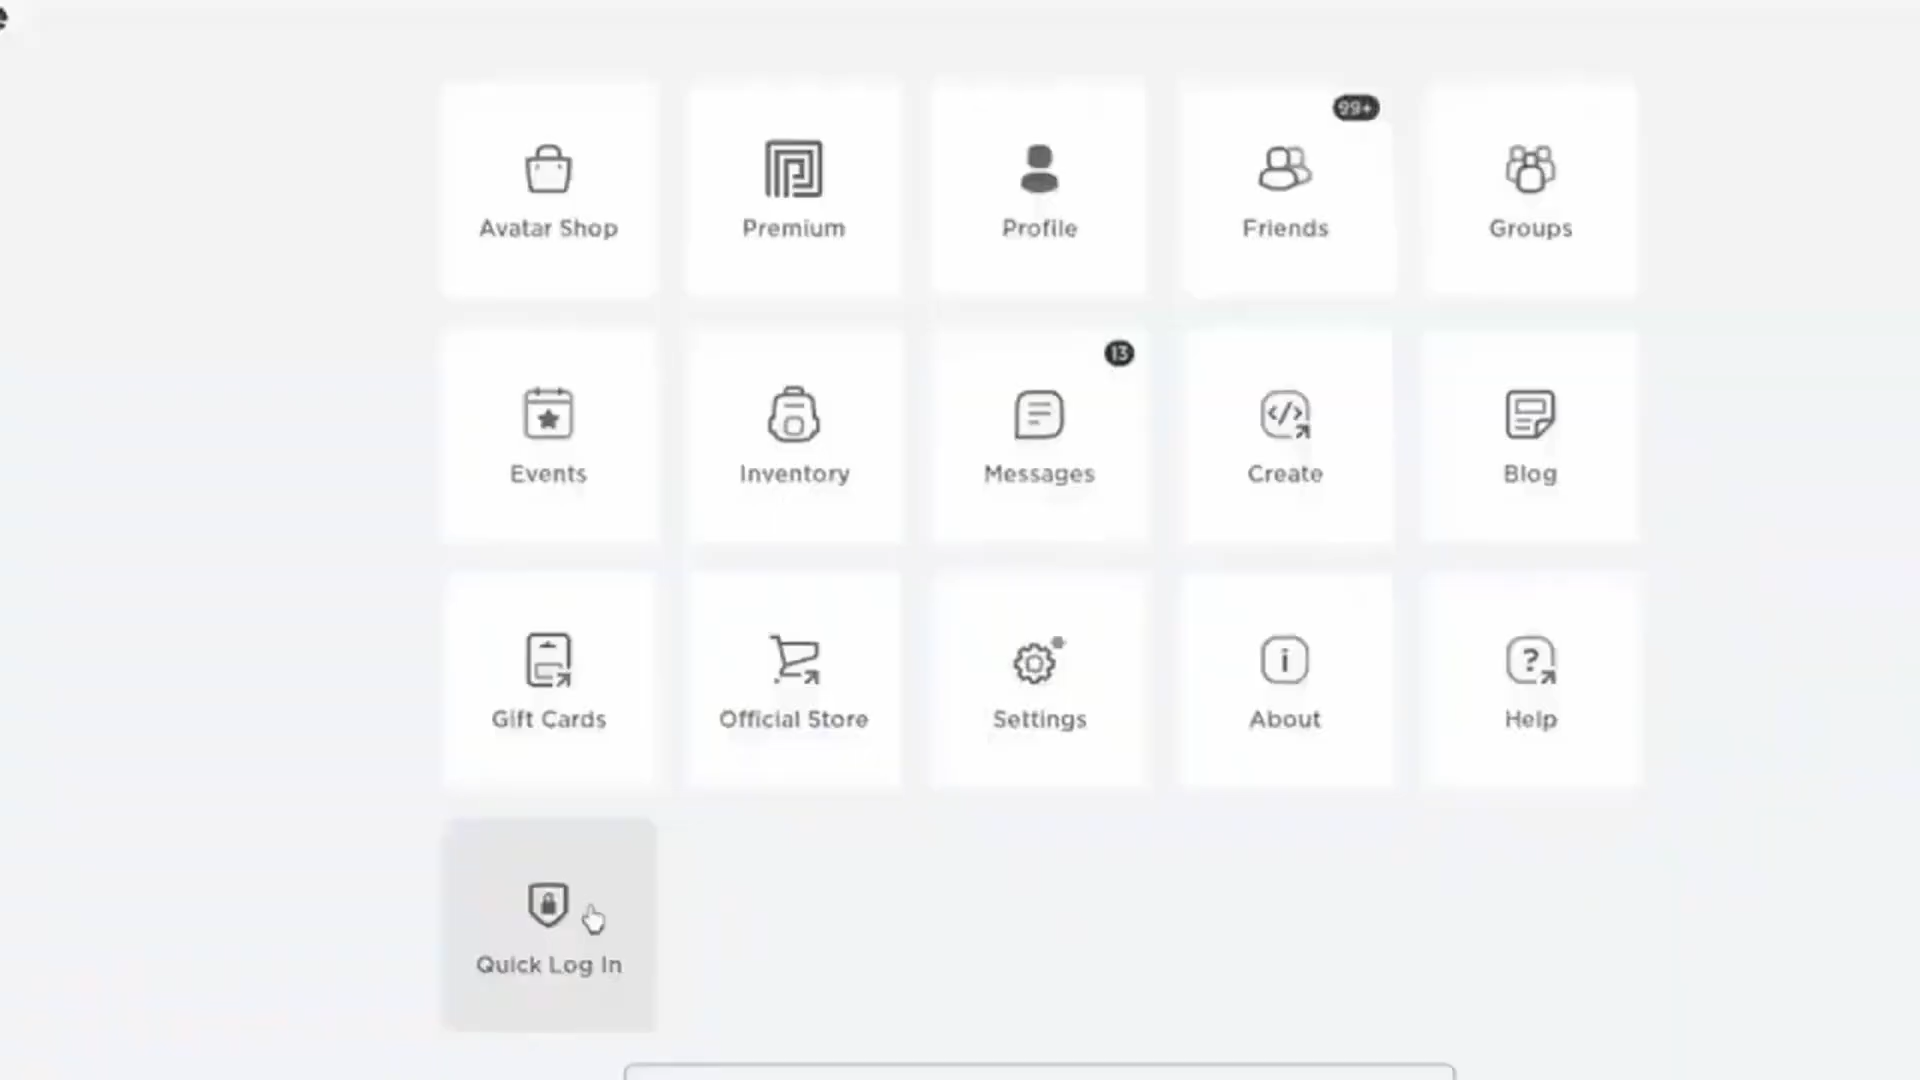 99+
Avatar Shop
Premium
Profile
Friends
Groups
13
Events
Inventory
Messages
Create
Blog
Gift Cards
Official Store
Settings
About
Help
Quick Log In